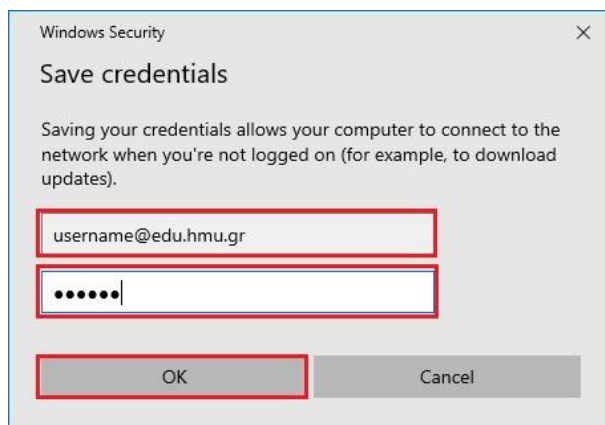 Windows Security
Save credentials
Saving your credentials allows your computer to connect to the
network when you're not logged on (for example, to download
updates).
username@edu.hmu.gr
●●●●●●
OK
Cancel